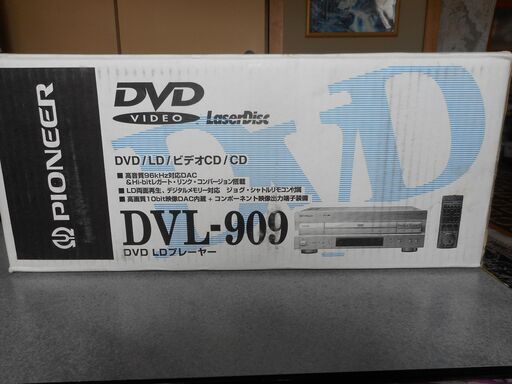 PIONEER
DVD
VIDEO
LaserDisc
DVD/LD/ビデオCD/CD
■ 高音質96kHz対応DAC
&Hi-bitレガート・リンク・コンバージョン搭載
■ LD両面再生、デジタルメモリー対応 ジョグ・シャトルリモコン付属
■ 高画質10bit映像DAC内蔵+コンポーネント映像出力端子装備
DVL-909
DVD LDプレーヤー